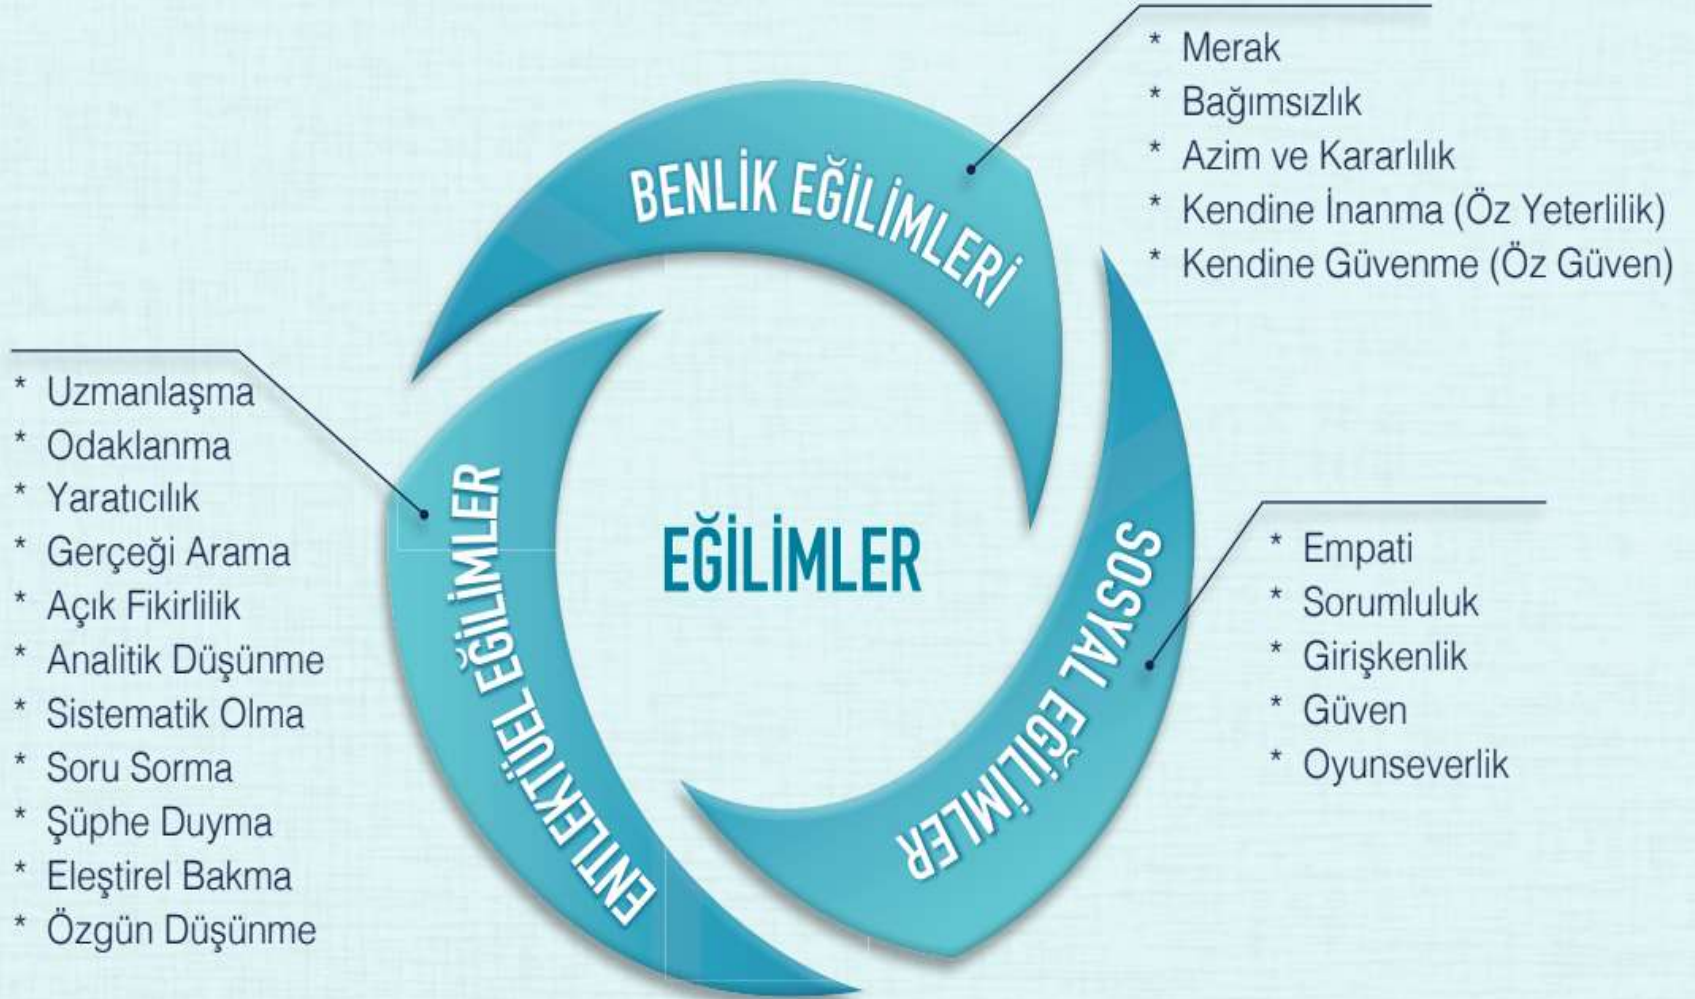 BENLİK EĞİLİMLERİ
* Merak
* Bağımsızlık
* Azim ve Kararlılık
* Kendine İnanma (Öz Yeterlilik)
* Kendine Güvenme (Öz Güven)
ENTLEKTÜEL EĞİLİMLER
* Uzmanlaşma
* Odaklanma
* Yaratıcılık
* Gerçeği Arama
* Açık Fikirlilik
* Analitik Düşünme
* Sistematik Olma
* Soru Sorma
* Şüphe Duyma
* Eleştirel Bakma
* Özgün Düşünme
EĞİLİMLER
SOSYAL EĞİLİMLER
* Empati
* Sorumluluk
* Girişkenlik
* Güven
* Oyunseverlik